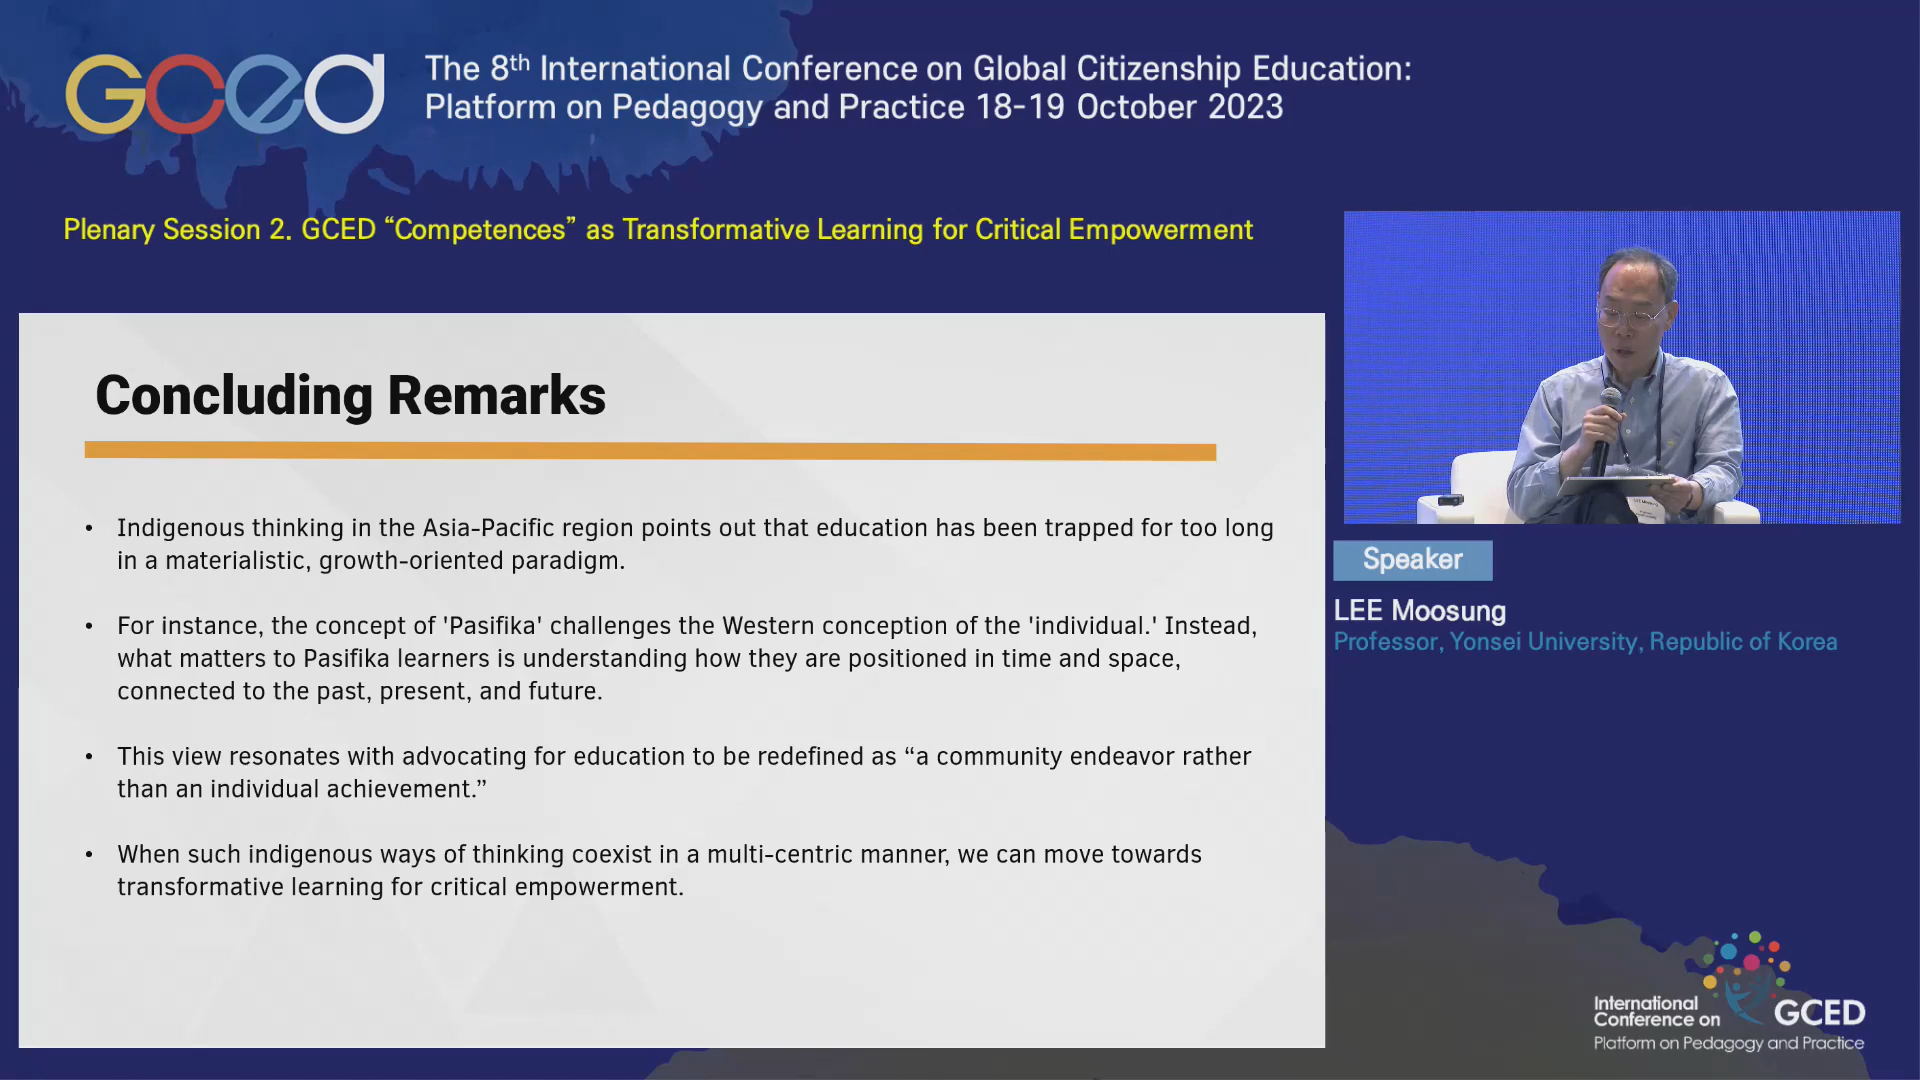 gced
The 8th International Conference on Global Citizenship Education:
Platform on Pedagogy and Practice 18-19 October 2023
Plenary Session 2. GCED “Competences” as Transformative Learning for Critical Empowerment
Concluding Remarks
• Indigenous thinking in the Asia-Pacific region points out that education has been trapped for too long
in a materialistic, growth-oriented paradigm.
• For instance, the concept of 'Pasifika' challenges the Western conception of the 'individual.' Instead,
what matters to Pasifika learners is understanding how they are positioned in time and space,
connected to the past, present, and future.
• This view resonates with advocating for education to be redefined as “a community endeavor rather
than an individual achievement.”
• When such indigenous ways of thinking coexist in a multi-centric manner, we can move towards
transformative learning for critical empowerment.
Speaker
LEE Moosung
Professor, Yonsei University, Republic of Korea
International
Conference on GCED
Platform on Pedagogy and Practice